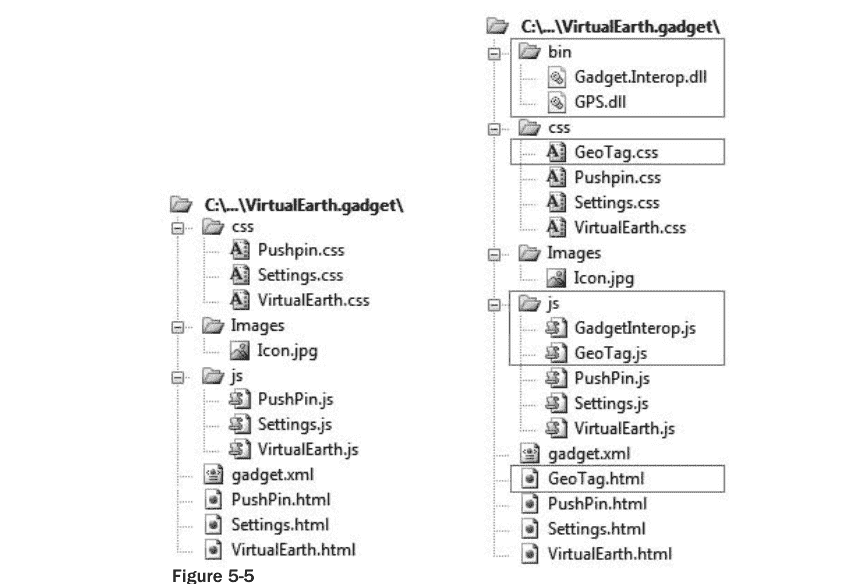 C:\...\VirtualEarth.gadget\
css
Pushpin.css
Settings.css
VirtualEarth.css
Images
Icon.jpg
js
PushPin.js
Settings.js
VirtualEarth.js
gadget.xml
PushPin.html
Settings.html
VirtualEarth.html
Figure 5-5
C:\...\VirtualEarth.gadget\
bin
Gadget.Interop.dll
GPS.dll
css
GeoTag.css
Pushpin.css
Settings.css
VirtualEarth.css
Images
Icon.jpg
js
GadgetInterop.js
GeoTag.js
PushPin.js
Settings.js
VirtualEarth.js
gadget.xml
GeoTag.html
PushPin.html
Settings.html
VirtualEarth.html